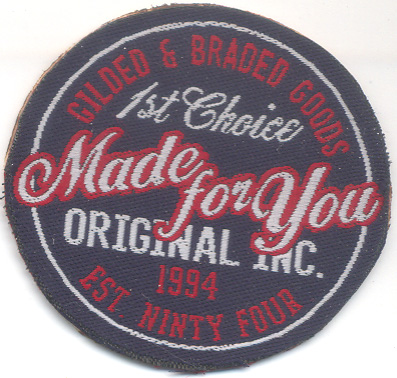 GILDED & BRADED GOODS
1st Choice
Made
for You
ORIGINAL INC.
1994
EST NINTY FOUR